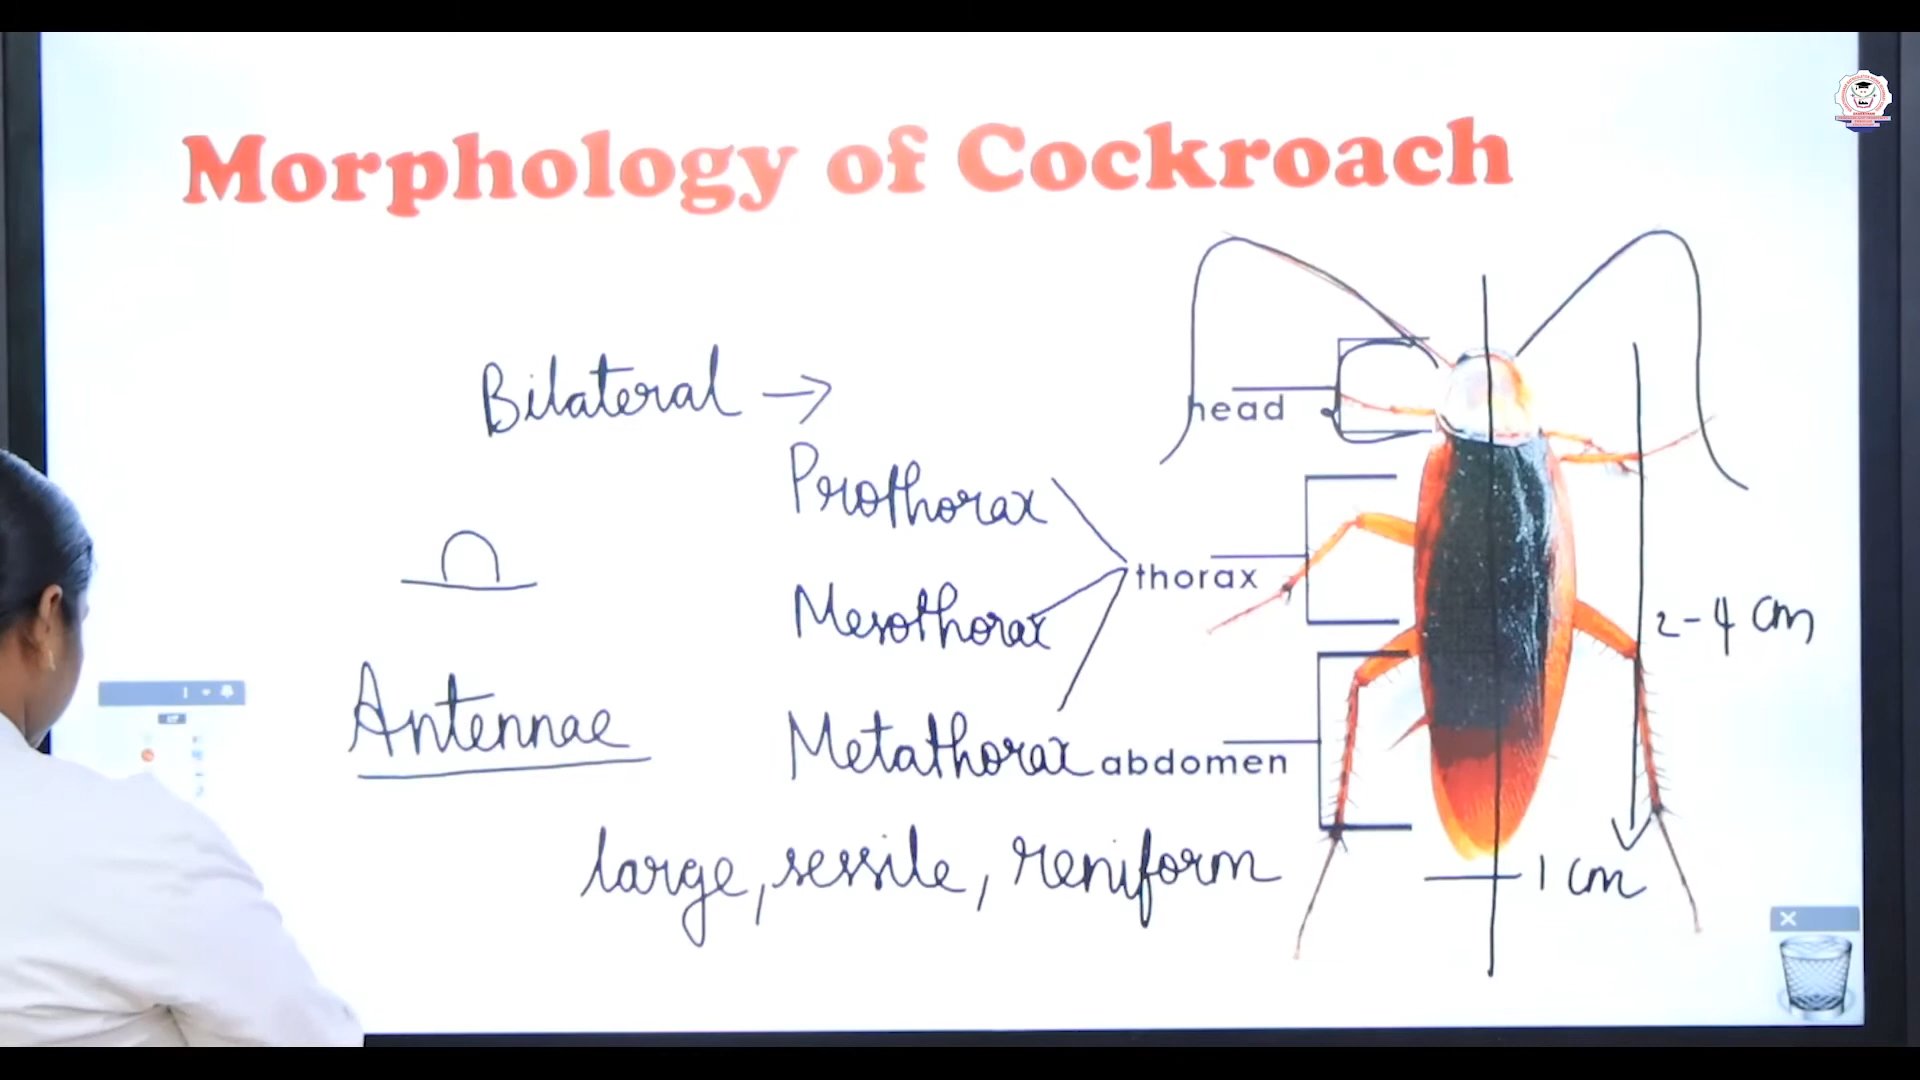 Morphology of Cockroach
Bilateral →
head
Prothorax
thorax
Mesothorax
2-4 cm
Antennae
Metathorax
abdomen
large, sessile, reniform
1 cm